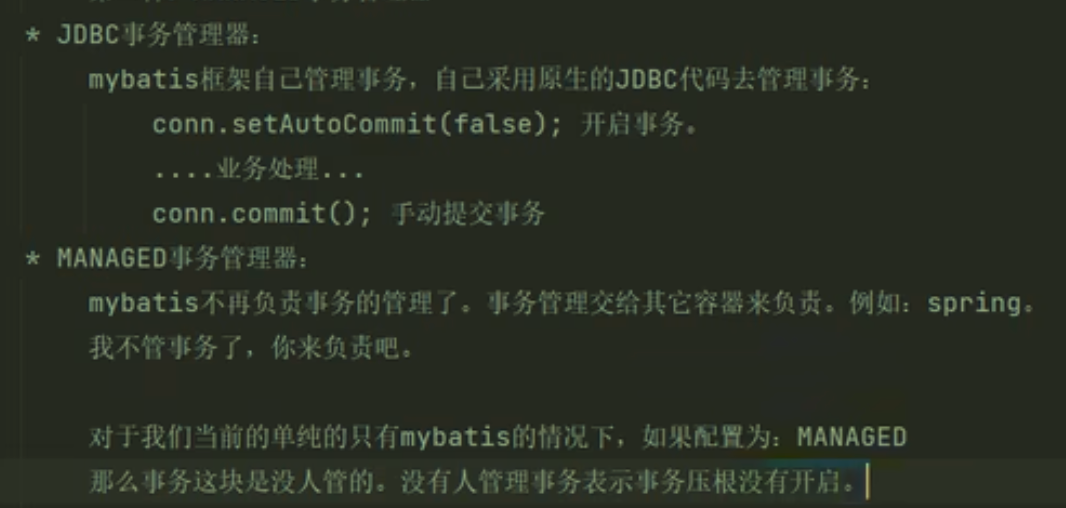 * JDBC事务管理器：
mybatis框架自己管理事务，自己采用原生的JDBC代码去管理事务：
conn.setAutoCommit(false); 开启事务。
....业务处理...
conn.commit(); 手动提交事务
* MANAGED事务管理器：
mybatis不再负责事务的管理了。事务管理交给其它容器来负责。例如：spring。
我不管事务了，你来负责吧。
对于我们当前的单纯的只有mybatis的情况下，如果配置为：MANAGED
那么事务这块是没人管的。没有人管理事务表示事务压根没有开启。